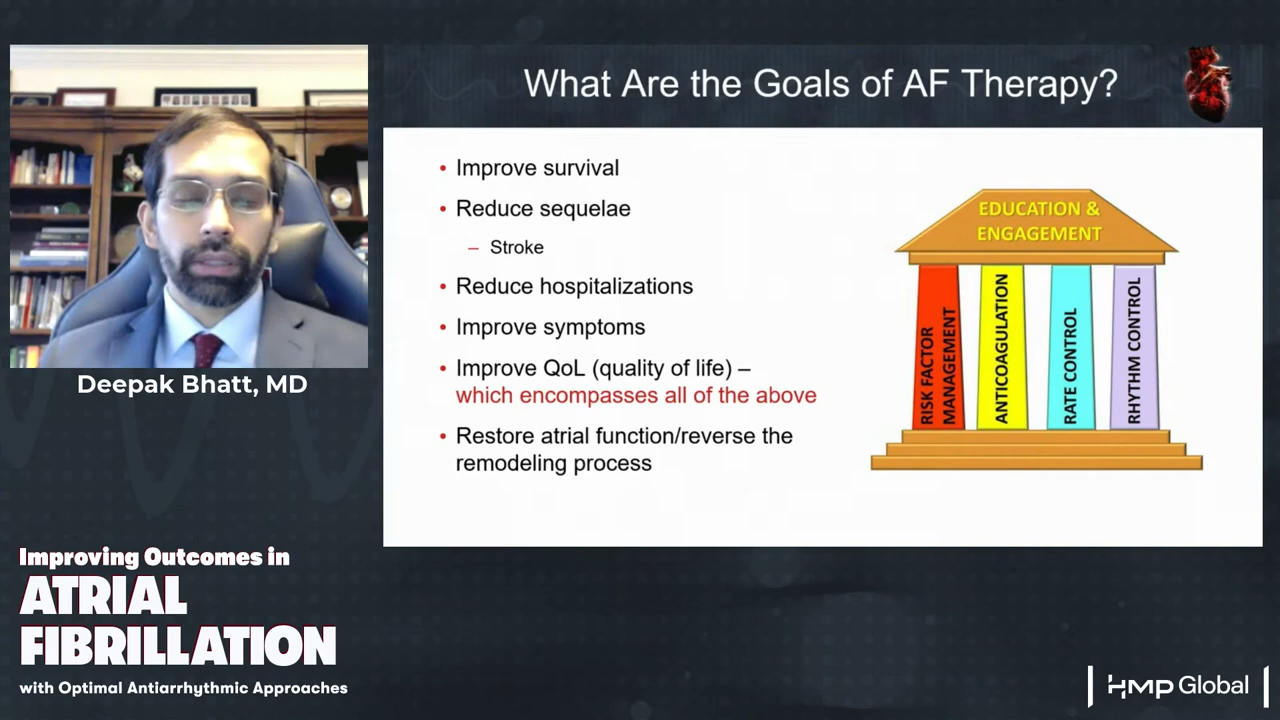 What Are the Goals of AF Therapy?
• Improve survival
• Reduce sequelae
– Stroke
• Reduce hospitalizations
• Improve symptoms
• Improve QoL (quality of life) –
which encompasses all of the above
• Restore atrial function/reverse the
remodeling process
EDUCATION &
ENGAGEMENT
RISK FACTOR
MANAGEMENT
ANTICOAGULATION
RATE CONTROL
RHYTHM CONTROL
Deepak Bhatt, MD
Improving Outcomes in
ATRIAL
FIBRILLATION
with Optimal Antiarrhythmic Approaches
HMP Global